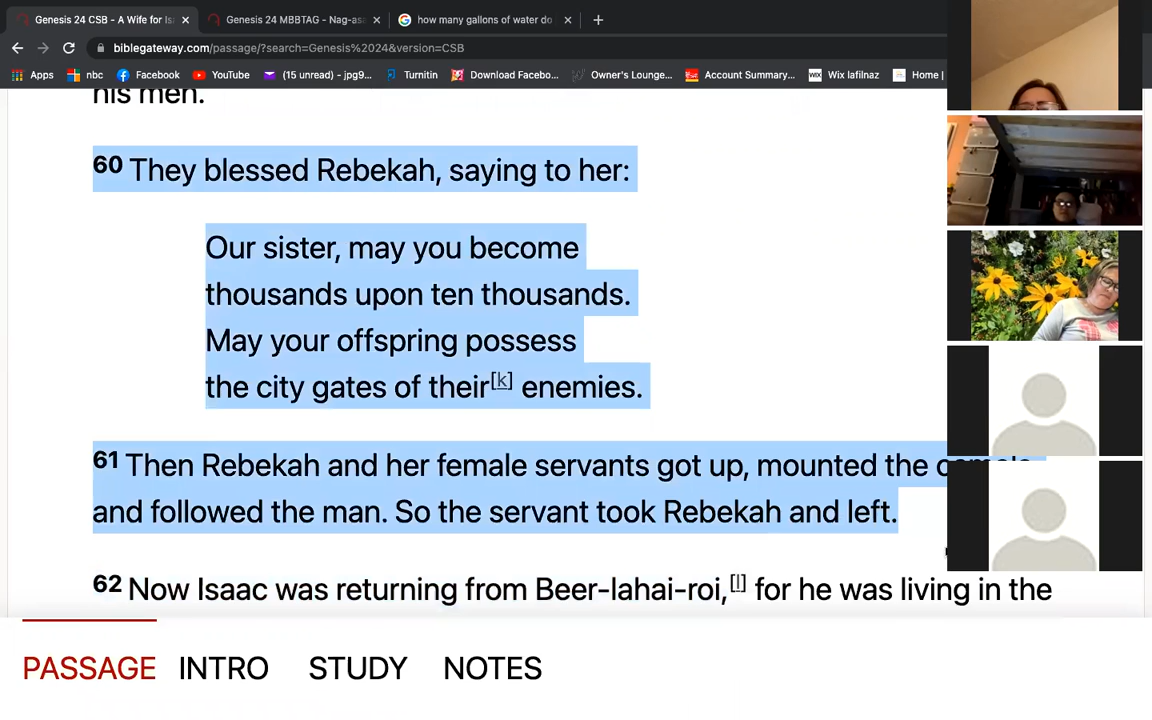 Genesis 24 CSB - A Wife for Isa
Genesis 24 MBBTAG - Nag-asa
how many gallons of water do
biblegateway.com/passage/?search=Genesis%2024&version=CSB
Apps nbc Facebook YouTube (15 unread) - jpg9... Turnitin Download Facebo... Owner's Lounge... Account Summary... WIX Wix lafilnaz Home |
his men.
60 They blessed Rebekah, saying to her:
Our sister, may you become
thousands upon ten thousands.
May your offspring possess
the city gates of their[k] enemies.
61 Then Rebekah and her female servants got up, mounted the
and followed the man. So the servant took Rebekah and left.
62 Now Isaac was returning from Beer-lahai-roi,[l] for he was living in the
PASSAGE INTRO STUDY NOTES